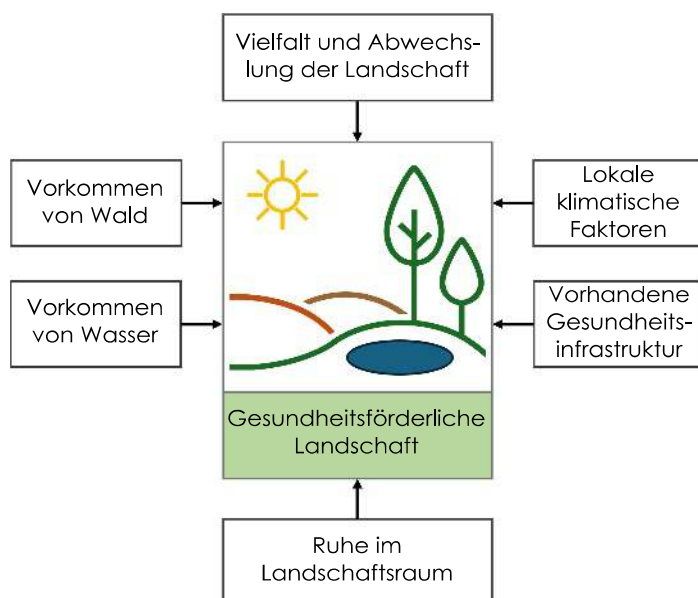 Vielfalt und Abwechs-
lung der Landschaft
Vorkommen
von Wald
Lokale
klimatische
Faktoren
Vorkommen
von Wasser
Vorhandene
Gesundheits-
infrastruktur
Gesundheitsförderliche
Landschaft
Ruhe im
Landschaftsraum